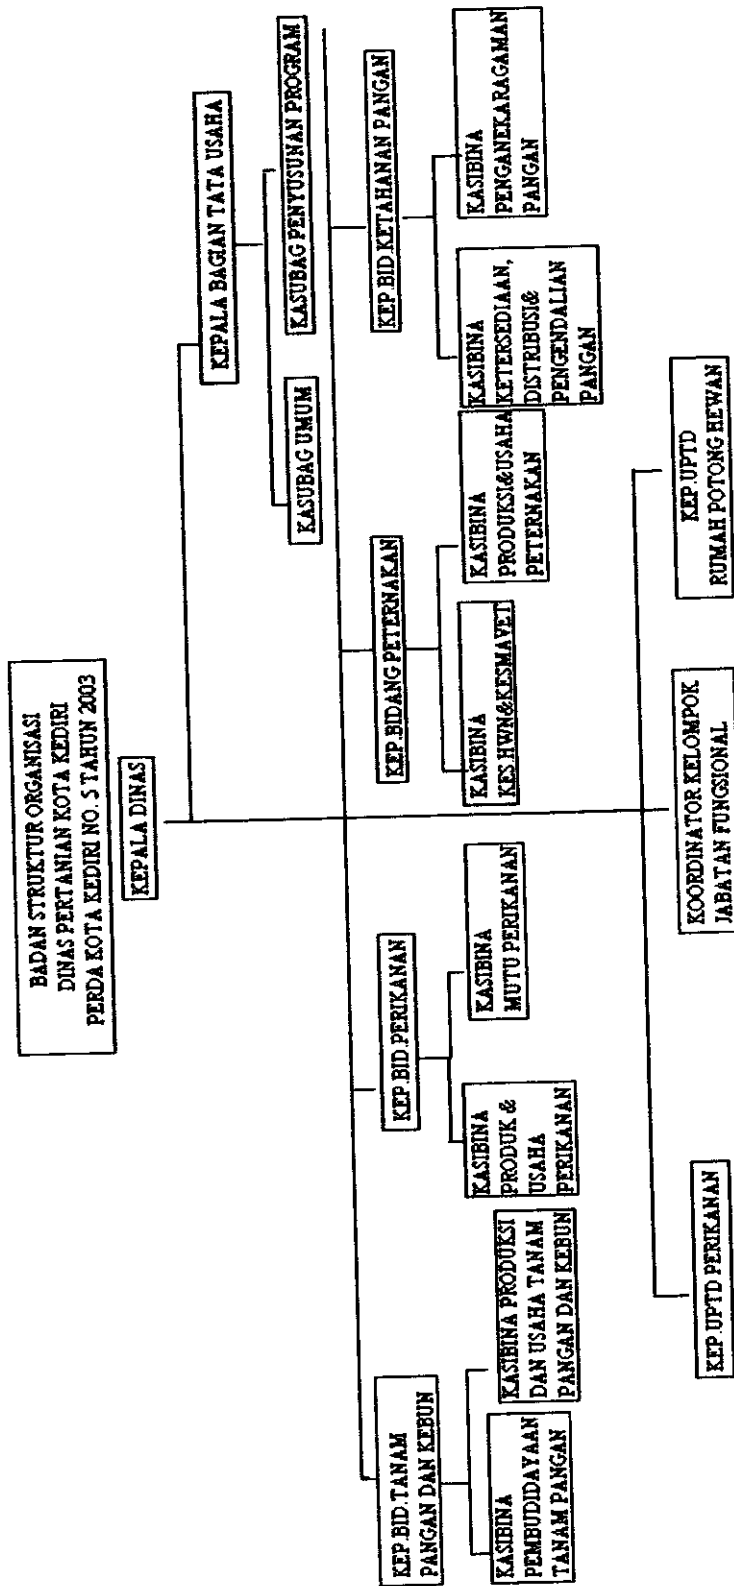 BADAN STRUKTUR ORGANISASI
DINAS PERTANIAN KOTA KEDIRI
PERDA KOTA KEDIRI NO. 5 TAHUN 2003
KEPALA DINAS
KEPALA BAGIAN TATA USAHA
KASUBAG UMUM
KASUBAG PENYUSUNAN PROGRAM
KEP.BID.TANAM
PANGAN DAN KEBUN
KEP.BID.PERIKANAN
KEP.BIDANG PETERNAKAN
KEP.BID.KETAHANAN PANGAN
KASIBINA
PEMBUDIDAYAAN
TANAM PANGAN
KASIBINA PRODUKSI
DAN USAHA TANAM
PANGAN DAN KEBUN
KASIBINA
PRODUK &
USAHA
PERIKANAN
KASIBINA
MUTU PERIKANAN
KASIBINA
KES.HWN&KESMAVET
KASIBINA
PRODUKSI&USAHA
PETERNAKAN
KASIBINA
KETERSEDIAAN,
DISTRIBUSI&
PENGENDALIAN
PANGAN
KASIBINA
PENGANEKARAGAMAN
PANGAN
KEP.UPTD PERIKANAN
KOORDINATOR KELOMPOK
JABATAN FUNGSIONAL
KEP.UPTD
RUMAH POTONG HEWAN